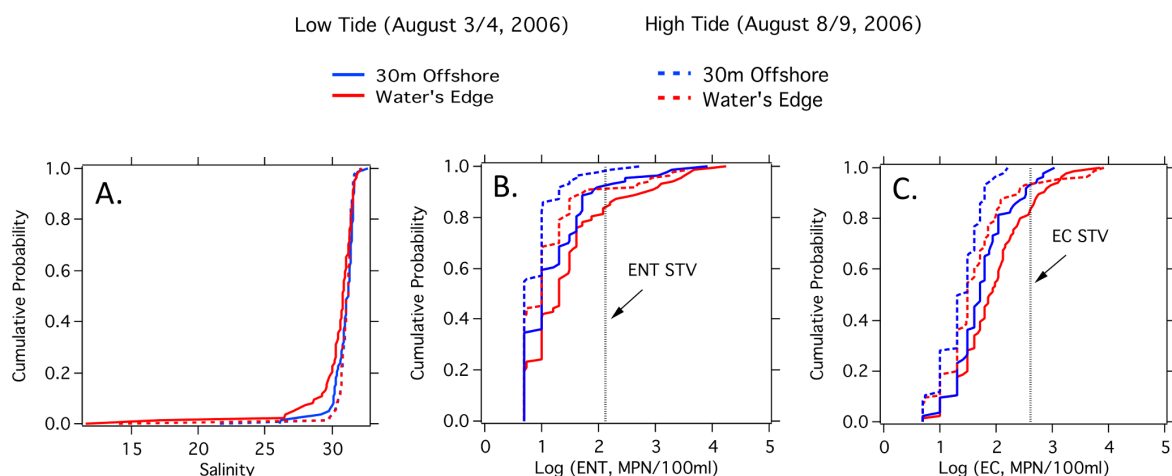 Low Tide (August 3/4, 2006)
High Tide (August 8/9, 2006)
30m Offshore
Water's Edge
30m Offshore
Water's Edge
A.
Cumulative Probability
1.0
0.8
0.6
0.4
0.2
0.0
15 20 25 30
Salinity
B.
Cumulative Probability
1.0
0.8
0.6
0.4
0.2
0.0
ENT STV
0 1 2 3 4 5
Log (ENT, MPN/100ml)
C.
Cumulative Probability
1.0
0.8
0.6
0.4
0.2
0.0
EC STV
0 1 2 3 4 5
Log (EC, MPN/100ml)